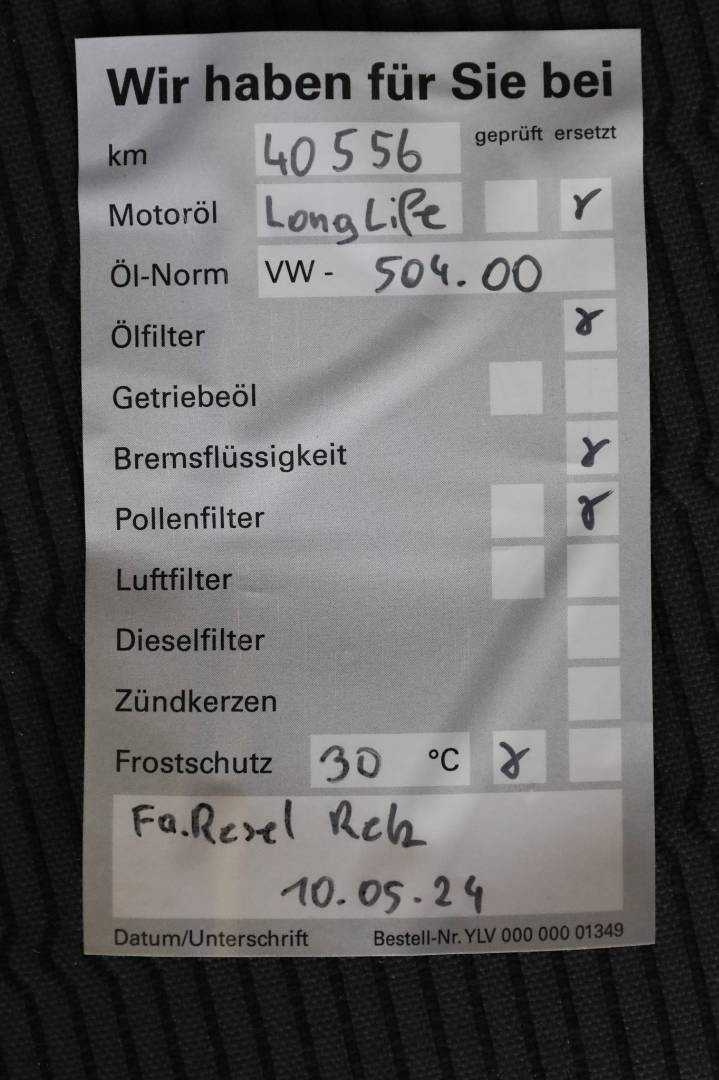 Wir haben für Sie bei
geprüft ersetzt
km 40556
Motoröl LongLife
Öl-Norm VW - 504.00
Ölfilter
Getriebeöl
Bremsflüssigkeit
Pollenfilter
Luftfilter
Dieselfilter
Zündkerzen
Frostschutz 30 °C
Fa.
10.05.24
Datum/Unterschrift Bestell-Nr. YLV 000 000 01349